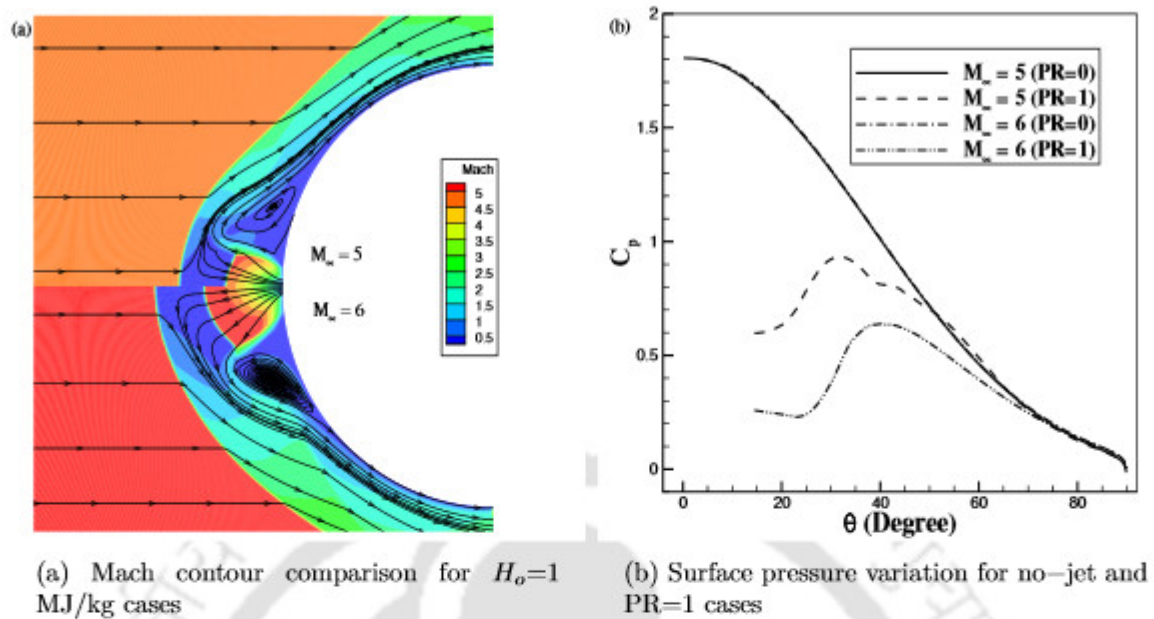 (a)
Mach
5
4.5
4
3.5
3
2.5
2
1.5
1
0.5
M∞ = 5
M∞ = 6
(b)
2
1.5
1
0.5
0
C_p
M∞ = 5 (PR=0)
M∞ = 5 (PR=1)
M∞ = 6 (PR=0)
M∞ = 6 (PR=1)
0 20 40 60 80
θ (Degree)
(a) Mach contour comparison for H_o=1
MJ/kg cases
(b) Surface pressure variation for no−jet and
PR=1 cases